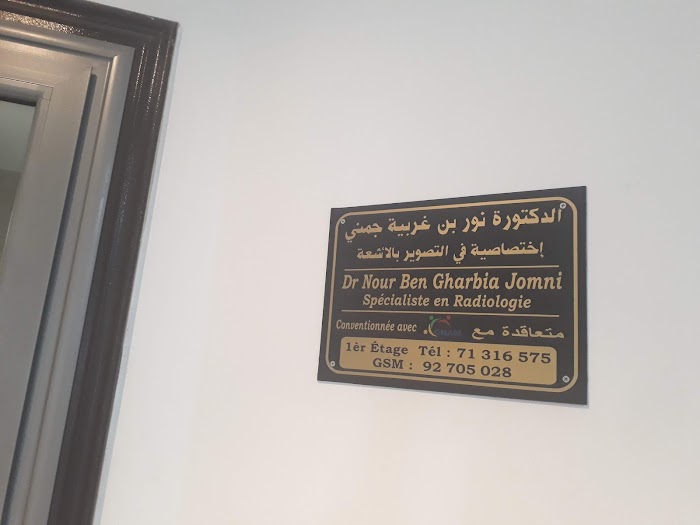 الدكتورة نور بن غربية جمني
إختصاصية في التصوير بالأشعة
Dr Nour Ben Gharbia Jomni
Spécialiste en Radiologie
Conventionnée avec CNAM متعاقدة مع
1èr Étage Tél : 71 316 575
GSM : 92 705 028